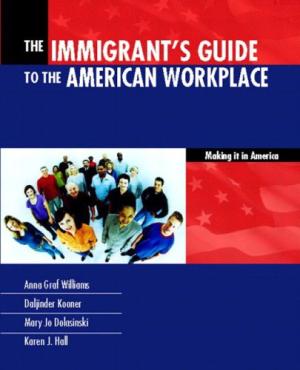 THE IMMIGRANT'S GUIDE
TO THE AMERICAN WORKPLACE
Making it in America
Anna Graf Williams
Daljinder Kooner
Mary Jo Dolasinski
Karen J. Hall